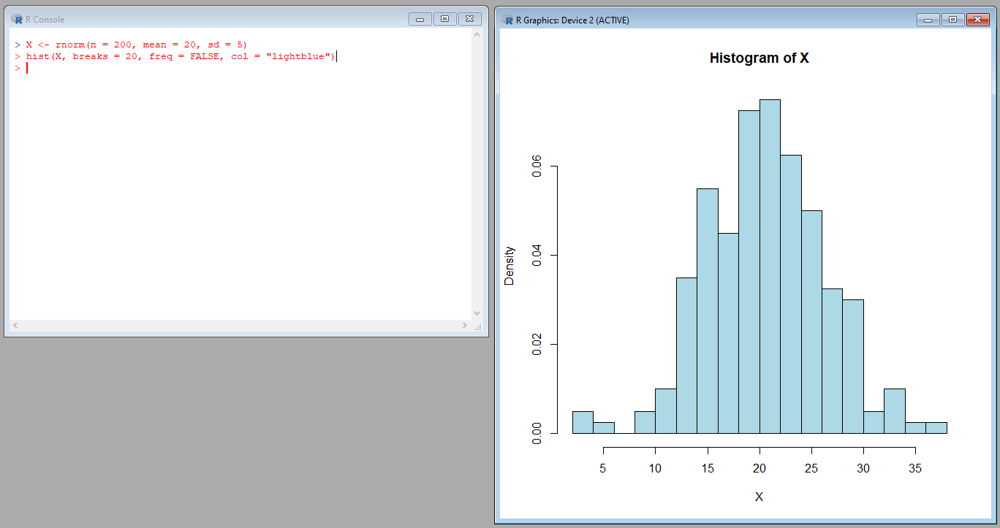 R Console
> X <- rnorm(n = 200, mean = 20, sd = 5)
> hist(X, breaks = 20, freq = FALSE, col = "lightblue")
>
R Graphics: Device 2 (ACTIVE)
Histogram of X
Density
0.00 0.02 0.04 0.06
5 10 15 20 25 30 35
X